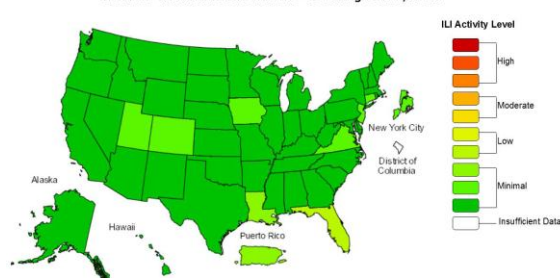 ILI Activity Level
High
Moderate
Low
Minimal
Insufficient Data
New York City
District of
Columbia
Alaska
Hawaii
Puerto Rico